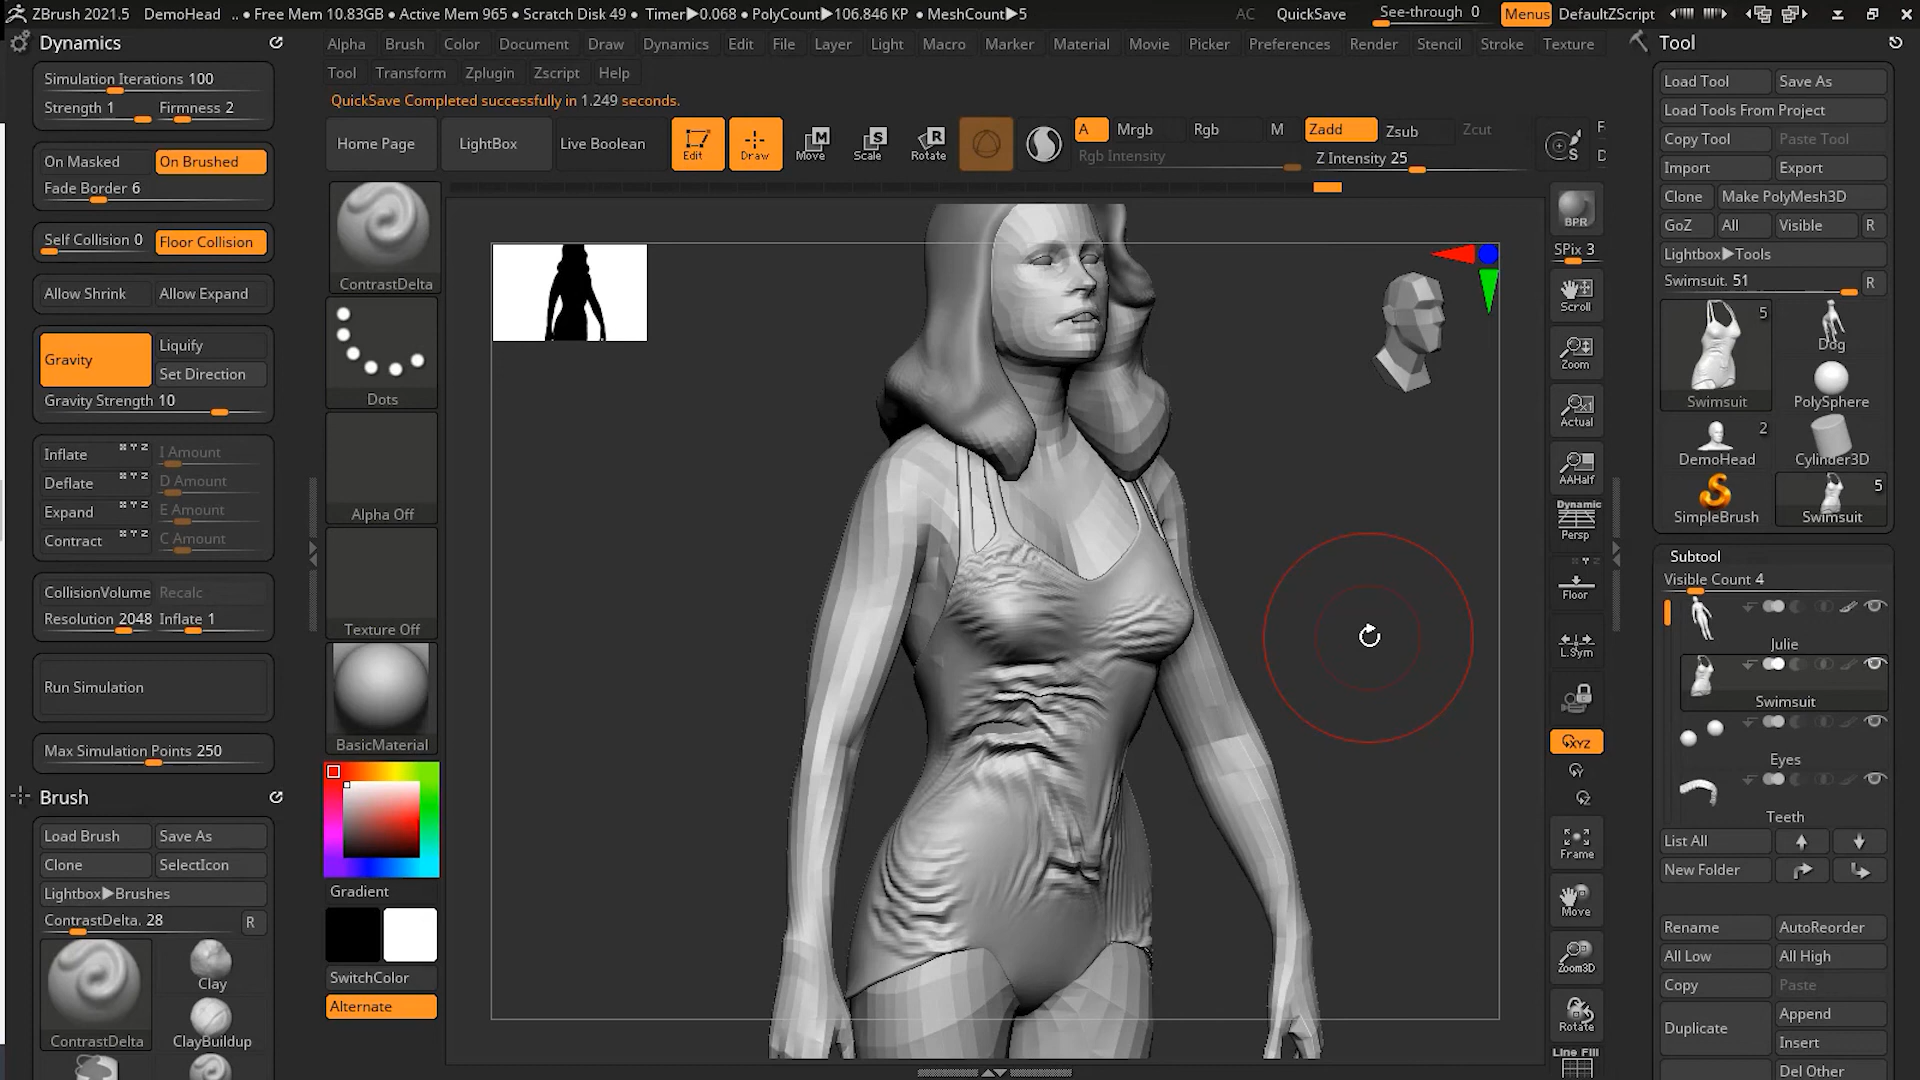 ZBrush 2021.5 DemoHead .. ● Free Mem 10.83GB ● Active Mem 965 ● Scratch Disk 49 ● Timer▶0.068 ● PolyCount▶106.846 KP ● MeshCount▶5 AC QuickSave See-through 0 Menus DefaultZScript
Dynamics
Simulation Iterations 100
Strength 1 Firmness 2
On Masked On Brushed
Fade Border 6
Self Collision 0 Floor Collision
Allow Shrink Allow Expand
Gravity
Liquify
Set Direction
Gravity Strength 10
Inflate X Y Z I Amount
Deflate X Y Z D Amount
Expand X Y Z E Amount
Contract X Y Z C Amount
CollisionVolume Recalc
Resolution 2048 Inflate 1
Run Simulation
Max Simulation Points 250
Brush
Load Brush Save As
Clone SelectIcon
Lightbox▶Brushes
ContrastDelta. 28 R
ContrastDelta
Clay
ClayBuildup
Alpha Brush Color Document Draw Dynamics Edit File Layer Light Macro Marker Material Movie Picker Preferences Render Stencil Stroke Texture
Tool Transform Zplugin Zscript Help
QuickSave Completed successfully in 1.249 seconds.
Home Page LightBox Live Boolean Edit Draw Move Scale Rotate
M S R
A Mrgb Rgb M Zadd Zsub Zcut
Rgb Intensity Z Intensity 25
S F
D
ContrastDelta
Dots
Alpha Off
Texture Off
BasicMaterial
Gradient
SwitchColor
Alternate
BPR
SPix 3
Scroll
Zoom
Actual
AAHalf
Dynamic
Persp
X Y Z
Floor
L.Sym
XYZ
Y
Z
Frame
Move
Zoom3D
Rotate
Line Fill
Tool
Load Tool Save As
Load Tools From Project
Copy Tool Paste Tool
Import Export
Clone Make PolyMesh3D
GoZ All Visible R
Lightbox▶Tools
Swimsuit. 51 R
5
Swimsuit
Dog
PolySphere
2
DemoHead Cylinder3D
SimpleBrush
5
Swimsuit
Subtool
Visible Count 4
Julie
Swimsuit
Eyes
Teeth
List All
New Folder
Rename AutoReorder
All Low All High
Copy Paste
Duplicate Append
Insert
Del Other